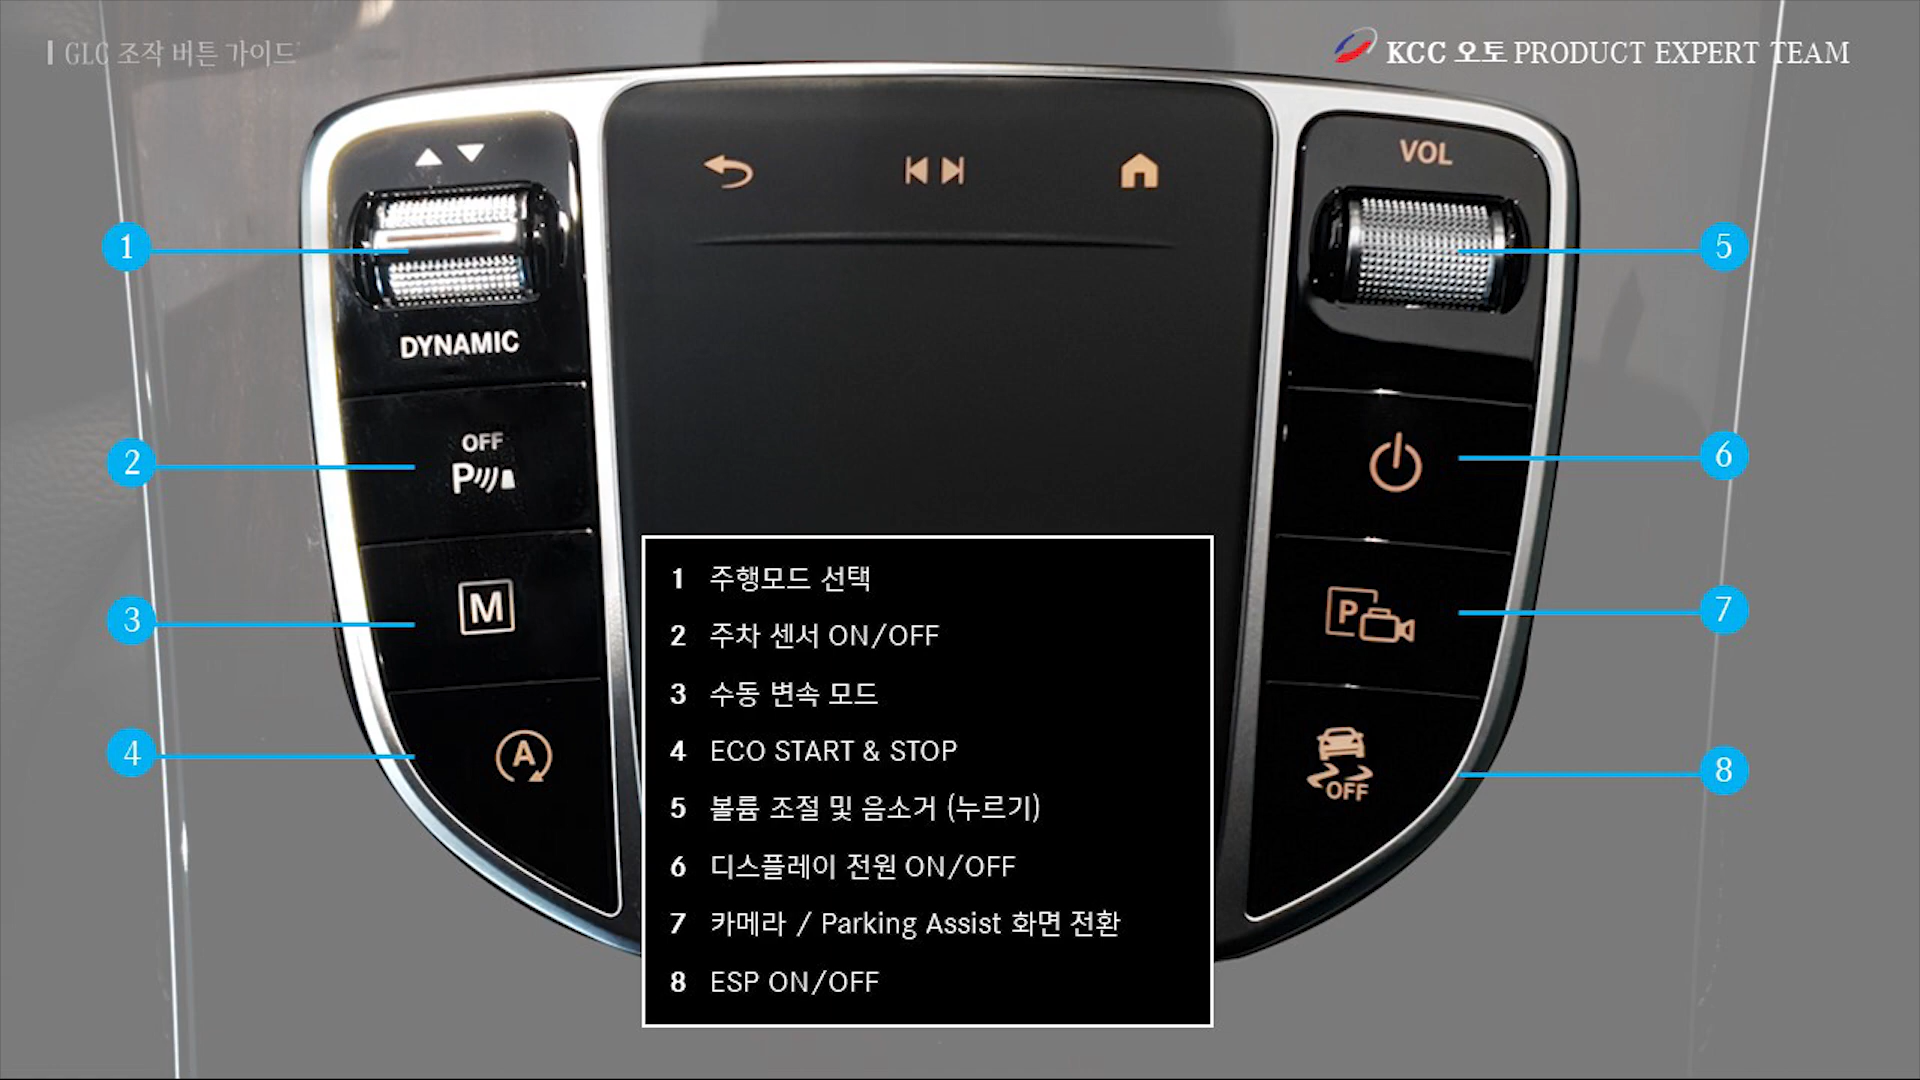 GLC 조작 버튼 가이드
KCC 오토 PRODUCT EXPERT TEAM
VOL
1
5
DYNAMIC
OFF
P
2
6
M
3
P
7
A
4
OFF
8
1 주행모드 선택
2 주차 센서 ON/OFF
3 수동 변속 모드
4 ECO START & STOP
5 볼륨 조절 및 음소거 (누르기)
6 디스플레이 전원 ON/OFF
7 카메라 / Parking Assist 화면 전환
8 ESP ON/OFF